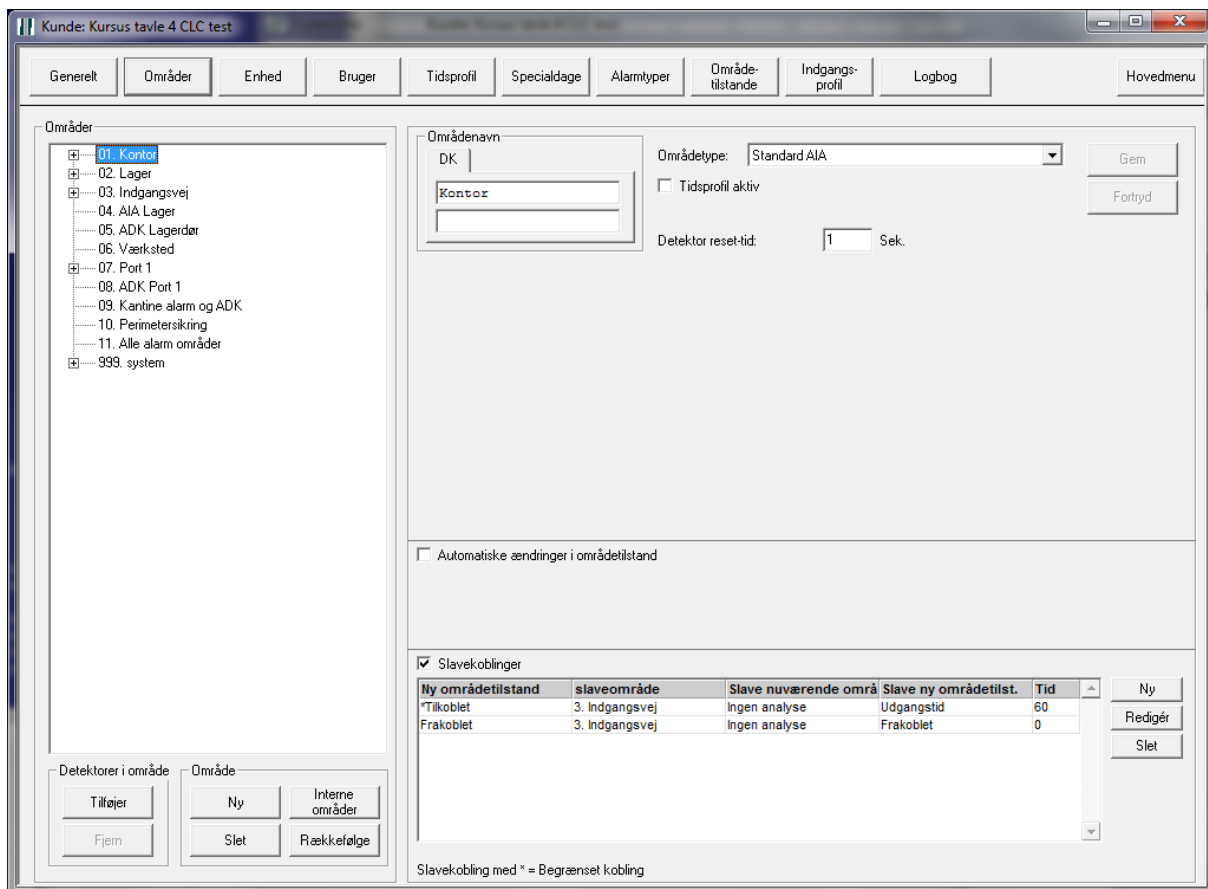 Kunde: Kursus tavle 4 CLC test
Generelt
Områder
Enhed
Bruger
Tidsprofil
Specialdage
Alarmtyper
Område-
tilstande
Indgangs-
profil
Logbog
Hovedmenu
Områder
01. Kontor
02. Lager
03. Indgangsvej
04. AIA Lager
05. ADK Lagerdør
06. Værksted
07. Port 1
08. ADK Port 1
09. Kantine alarm og ADK
10. Perimetersikring
11. Alle alarm områder
999. system
Detektorer i område
Tilføjer
Fjern
Område
Ny
Interne
områder
Slet
Rækkefølge
Områdenavn
DK
Kontor
Områdetype: Standard AIA
Tidsprofil aktiv
Detektor reset-tid: 1 Sek.
Gem
Fortryd
Automatiske ændringer i områdetilstand
Slavekoblinger
Ny områdetilstand slaveområde Slave nuværende områ Slave ny områdetilst. Tid
*Tilkoblet 3. Indgangsvej Ingen analyse Udgangstid 60
Frakoblet 3. Indgangsvej Ingen analyse Frakoblet 0
Ny
Redigér
Slet
Slavekobling med * = Begrænset kobling